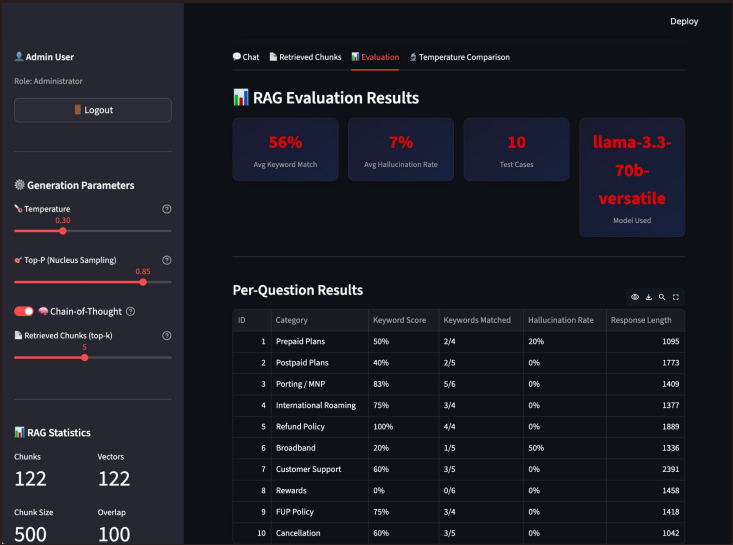 Deploy
Admin User
Role: Administrator
Logout
Generation Parameters
Temperature
0.30
Top-P (Nucleus Sampling)
0.85
Chain-of-Thought
Retrieved Chunks (top-k)
5
RAG Statistics
Chunks Vectors
122 122
Chunk Size Overlap
500 100
Chat Retrieved Chunks Evaluation Temperature Comparison
RAG Evaluation Results
56%
Avg Keyword Match
7%
Avg Hallucination Rate
10
Test Cases
llama-3.3-
70b-
versatile
Model Used
Per-Question Results
ID Category Keyword Score Keywords Matched Hallucination Rate Response Length
1 Prepaid Plans 50% 2/4 20% 1095
2 Postpaid Plans 40% 2/5 0% 1773
3 Porting / MNP 83% 5/6 0% 1409
4 International Roaming 75% 3/4 0% 1377
5 Refund Policy 100% 4/4 0% 1889
6 Broadband 20% 1/5 50% 1336
7 Customer Support 60% 3/5 0% 2391
8 Rewards 0% 0/6 0% 1458
9 FUP Policy 75% 3/4 0% 1418
10 Cancellation 60% 3/5 0% 1042